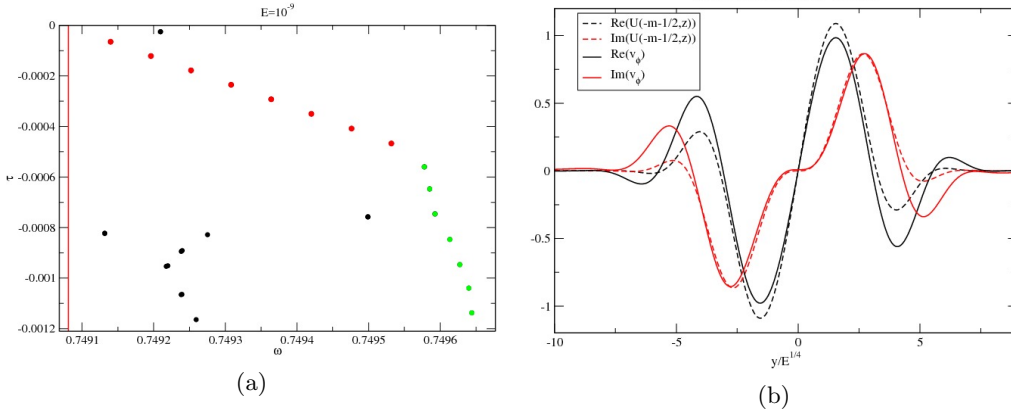 E=10^-9
0
-0.0002
-0.0004
-0.0006
-0.0008
-0.001
-0.0012
τ
0.7491 0.7492 0.7493 0.7494 0.7495 0.7496
ω
(a)
Re(U(-m-1/2,z))
Im(U(-m-1/2,z))
Re(v_ϕ)
Im(v_ϕ)
1
0.5
0
-0.5
-1
-10 -5 0 5
y/E^1/4
(b)